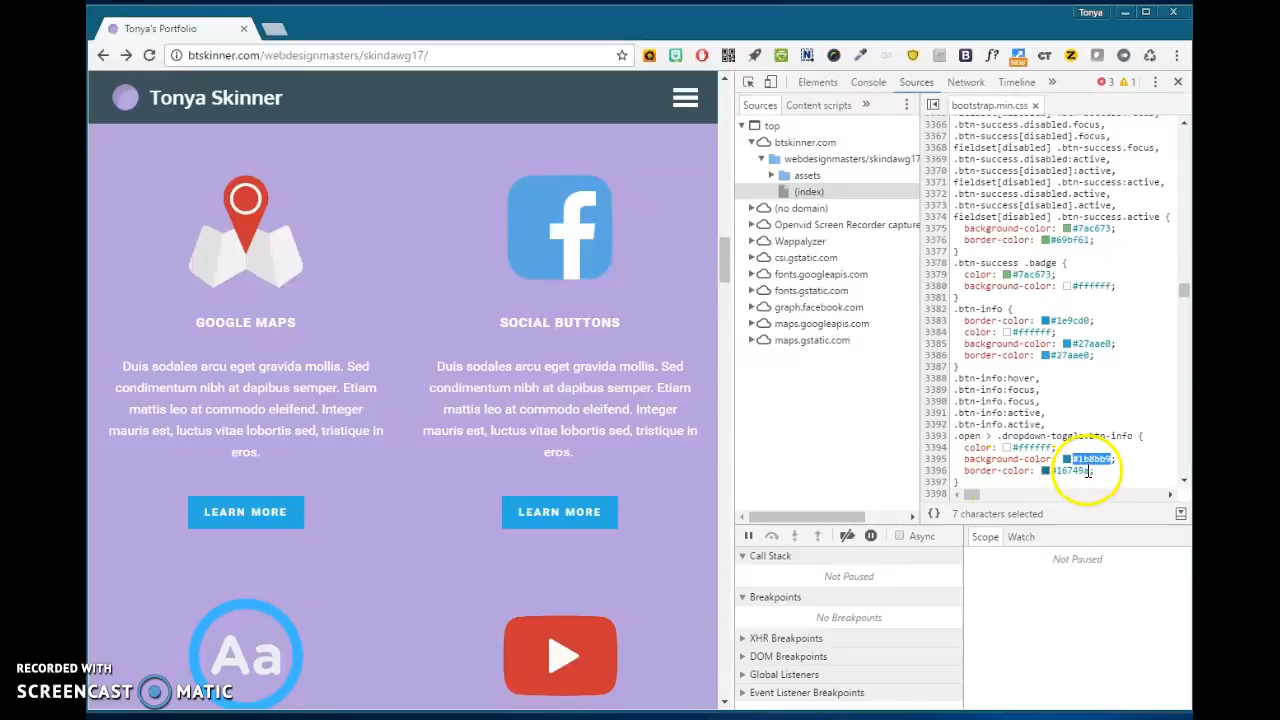 Tonya
Tonya's Portfolio
btskinner.com/webdesignmasters/skindawg17/
Tonya Skinner
GOOGLE MAPS
Duis sodales arcu eget gravida mollis. Sed
condimentum nibh at dapibus semper. Etiam
mattis leo at commodo eleifend. Integer
mauris est, luctus vitae lobortis sed, tristique in
eros.
LEARN MORE
SOCIAL BUTTONS
Duis sodales arcu eget gravida mollis. Sed
condimentum nibh at dapibus semper. Etiam
mattis leo at commodo eleifend. Integer
mauris est, luctus vitae lobortis sed, tristique in
eros.
LEARN MORE
Aa
Elements Console Sources Network Timeline » 3 1
Sources Content scripts »
top
btskinner.com
webdesignmasters/skindawg17
assets
(index)
(no domain)
Openvid Screen Recorder capture
Wappalyzer
csi.gstatic.com
fonts.googleapis.com
fonts.gstatic.com
graph.facebook.com
maps.googleapis.com
maps.gstatic.com
bootstrap.min.css ×
3366 .btn-success.disabled.focus,
3367 .btn-success[disabled].focus,
3368 fieldset[disabled] .btn-success.focus,
3369 .btn-success.disabled:active,
3370 .btn-success[disabled]:active,
3371 fieldset[disabled] .btn-success:active,
3372 .btn-success.disabled.active,
3373 .btn-success[disabled].active,
3374 fieldset[disabled] .btn-success.active {
3375 background-color: #7ac673;
3376 border-color: #69bf61;
3377 }
3378 .btn-success .badge {
3379 color: #7ac673;
3380 background-color: #ffffff;
3381 }
3382 .btn-info {
3383 border-color: #1e9cd0;
3384 color: #ffffff;
3385 background-color: #27aae0;
3386 border-color: #27aae0;
3387 }
3388 .btn-info:hover,
3389 .btn-info:focus,
3390 .btn-info.focus,
3391 .btn-info:active,
3392 .btn-info.active,
3393 .open > .dropdown-toggle.btn-info {
3394 color: #ffffff;
3395 background-color: #1b8bb9;
3396 border-color: #16749a;
3397 }
3398
{} 7 characters selected
Async
Call Stack
Not Paused
Breakpoints
No Breakpoints
XHR Breakpoints
DOM Breakpoints
Global Listeners
Event Listener Breakpoints
Scope Watch
Not Paused
RECORDED WITH
SCREENCAST MATIC